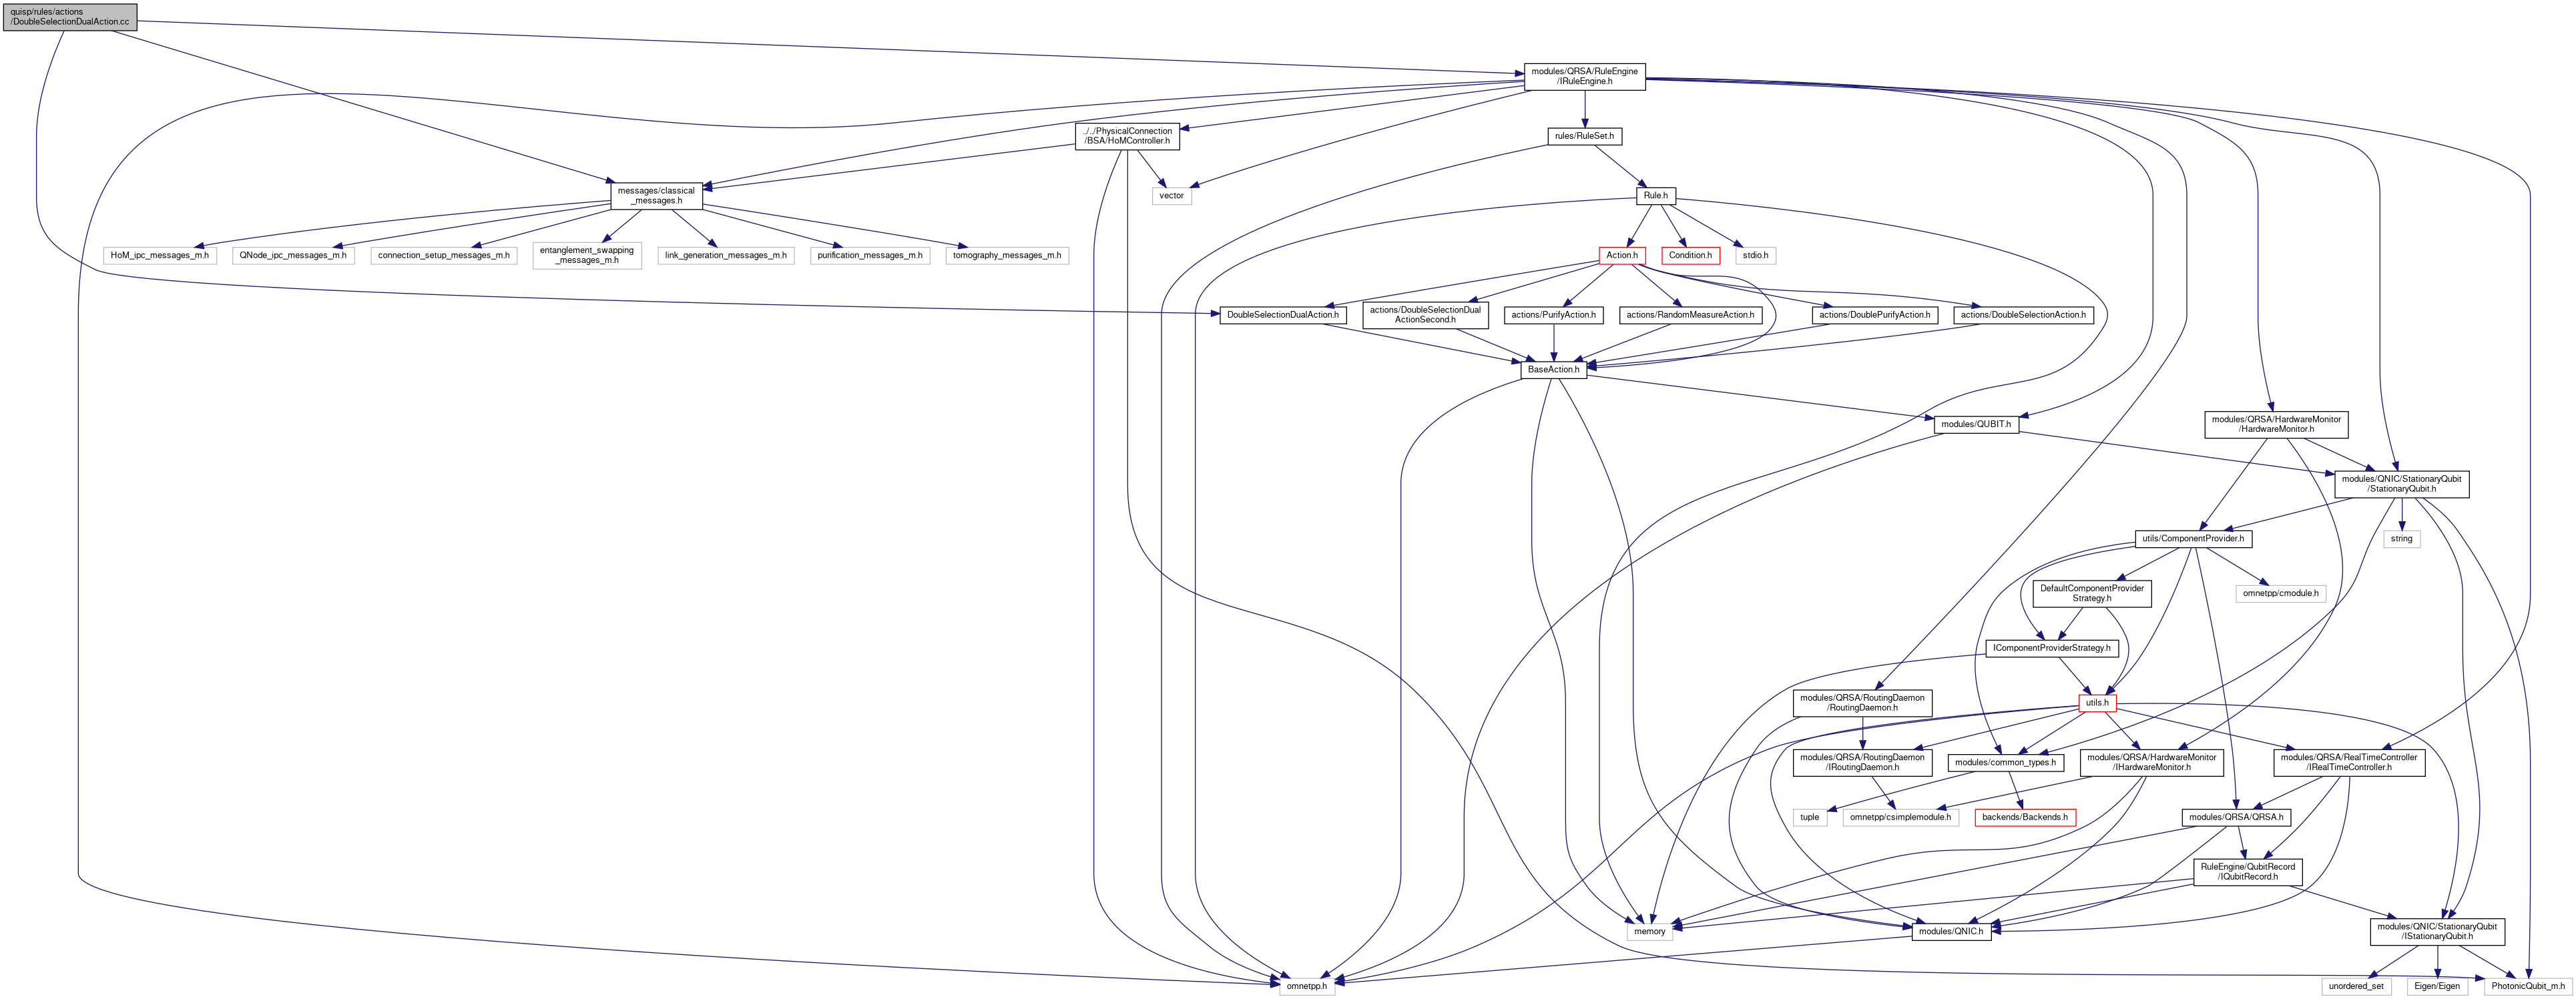 quisp/rules/actions
/DoubleSelectionDualAction.cc
modules/QRSA/RuleEngine
/IRuleEngine.h
../../PhysicalConnection
/BSA/HoMController.h
rules/RuleSet.h
messages/classical
_messages.h
vector
Rule.h
HoM_ipc_messages_m.h
QNode_ipc_messages_m.h
connection_setup_messages_m.h
entanglement_swapping
_messages_m.h
link_generation_messages_m.h
purification_messages_m.h
tomography_messages_m.h
Action.h
Condition.h
stdio.h
DoubleSelectionDualAction.h
actions/DoubleSelectionDual
ActionSecond.h
actions/PurifyAction.h
actions/RandomMeasureAction.h
actions/DoublePurifyAction.h
actions/DoubleSelectionAction.h
BaseAction.h
modules/QUBIT.h
modules/QRSA/HardwareMonitor
/HardwareMonitor.h
modules/QNIC/StationaryQubit
/StationaryQubit.h
utils/ComponentProvider.h
string
DefaultComponentProvider
Strategy.h
omnetpp/cmodule.h
IComponentProviderStrategy.h
modules/QRSA/RoutingDaemon
/RoutingDaemon.h
utils.h
modules/QRSA/RoutingDaemon
/IRoutingDaemon.h
modules/common_types.h
modules/QRSA/HardwareMonitor
/IHardwareMonitor.h
modules/QRSA/RealTimeController
/IRealTimeController.h
tuple
omnetpp/csimplemodule.h
backends/Backends.h
modules/QRSA/QRSA.h
RuleEngine/QubitRecord
/IQubitRecord.h
memory
modules/QNIC.h
modules/QNIC/StationaryQubit
/IStationaryQubit.h
omnetpp.h
unordered_set
Eigen/Eigen
PhotonicQubit_m.h